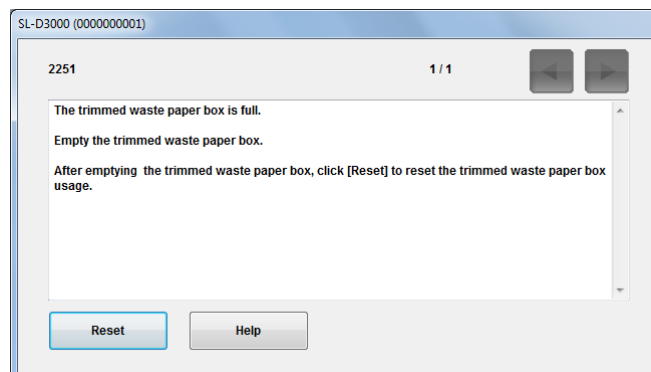 SL-D3000 (0000000001)
2251 1 / 1
The trimmed waste paper box is full.
Empty the trimmed waste paper box.
After emptying  the trimmed waste paper box, click [Reset] to reset the trimmed waste paper box
usage.
Reset Help